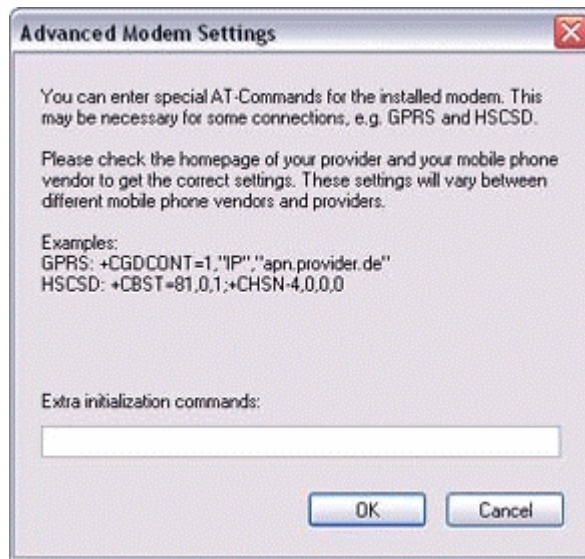 Advanced Modem Settings
You can enter special AT-Commands for the installed modem. This
may be necessary for some connections, e.g. GPRS and HSCSD.
Please check the homepage of your provider and your mobile phone
vendor to get the correct settings. These settings will vary between
different mobile phone vendors and providers.
Examples:
GPRS: +CGDCONT=1,"IP","apn.provider.de"
HSCSD: +CBST=81,0,1;+CHSN-4,0,0,0
Extra initialization commands:
OK Cancel